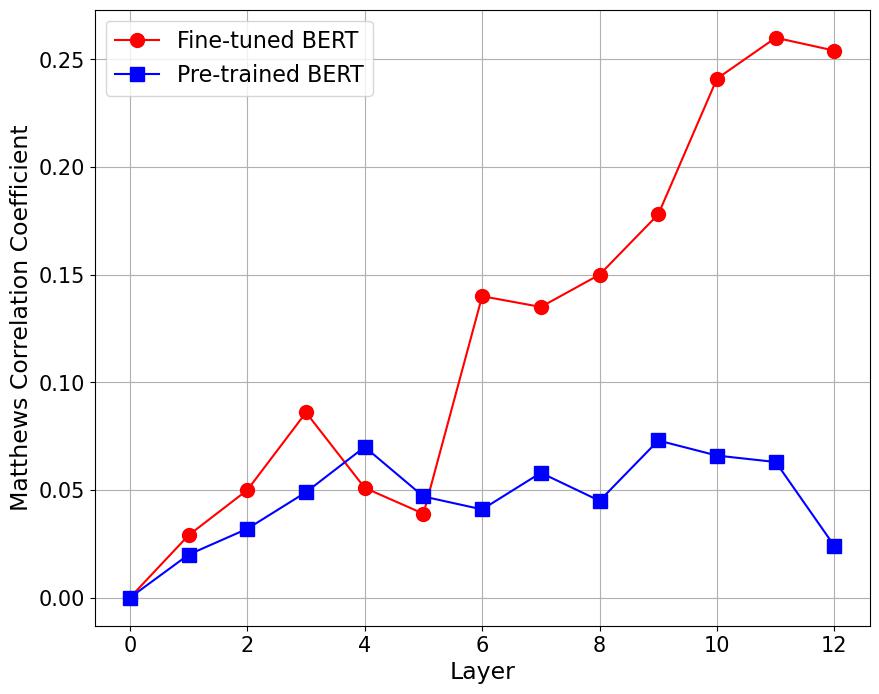 Fine-tuned BERT
Pre-trained BERT
Matthews Correlation Coefficient
0.25
0.20
0.15
0.10
0.05
0.00
0 2 4 6 8 10 12
Layer